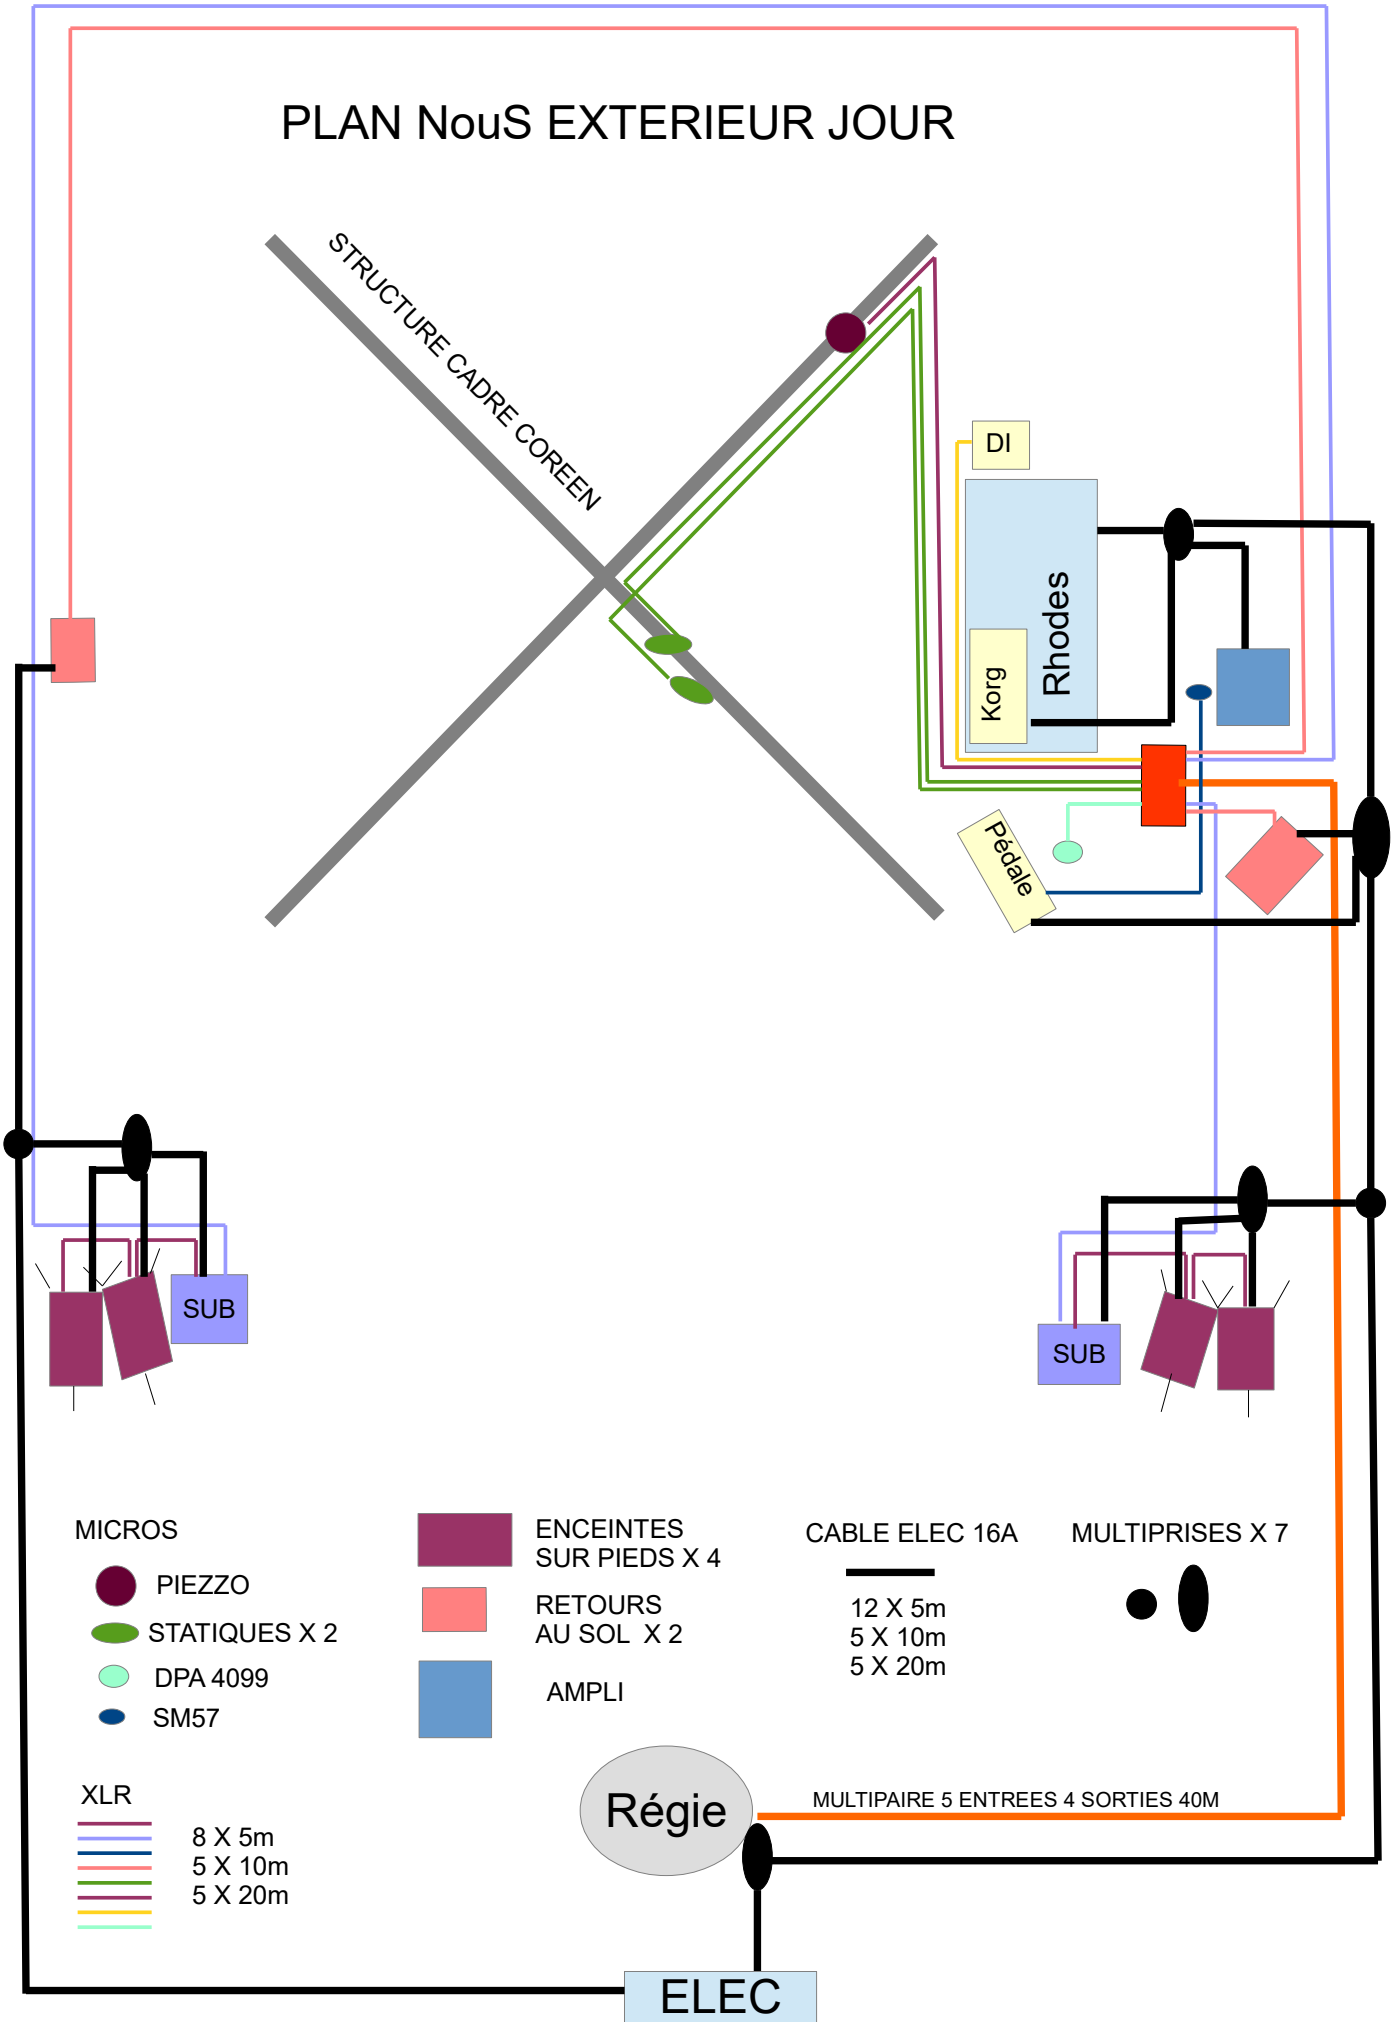 PLAN NouS EXTERIEUR JOUR
STRUCTURE CADRE COREEN
DI
Rhodes
Korg
Pédale
SUB
SUB
MICROS
PIEZZO
STATIQUES X 2
DPA 4099
SM57
ENCEINTES
SUR PIEDS X 4
RETOURS
AU SOL X 2
AMPLI
CABLE ELEC 16A
12 X 5m
5 X 10m
5 X 20m
MULTIPRISES X 7
XLR
8 X 5m
5 X 10m
5 X 20m
Régie
MULTIPAIRE 5 ENTREES 4 SORTIES 40M
ELEC